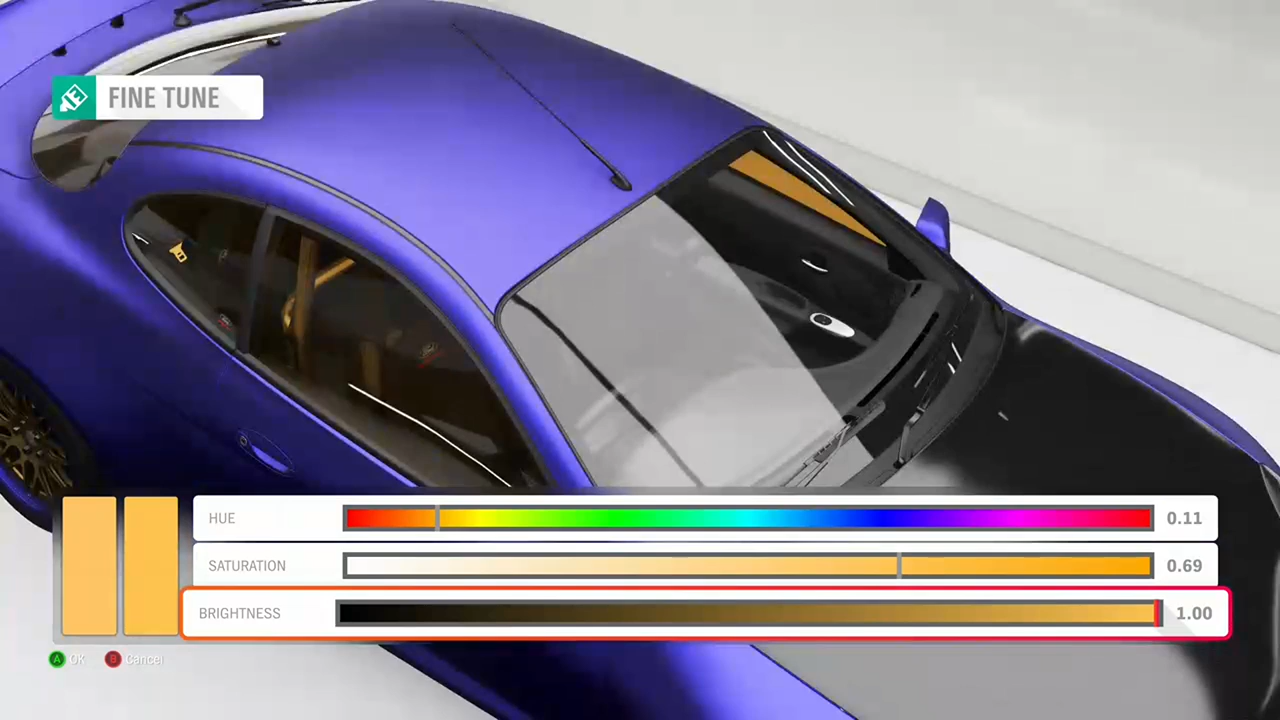 FINE TUNE
HUE 0.11
SATURATION 0.69
BRIGHTNESS 1.00
A OK B Cancel